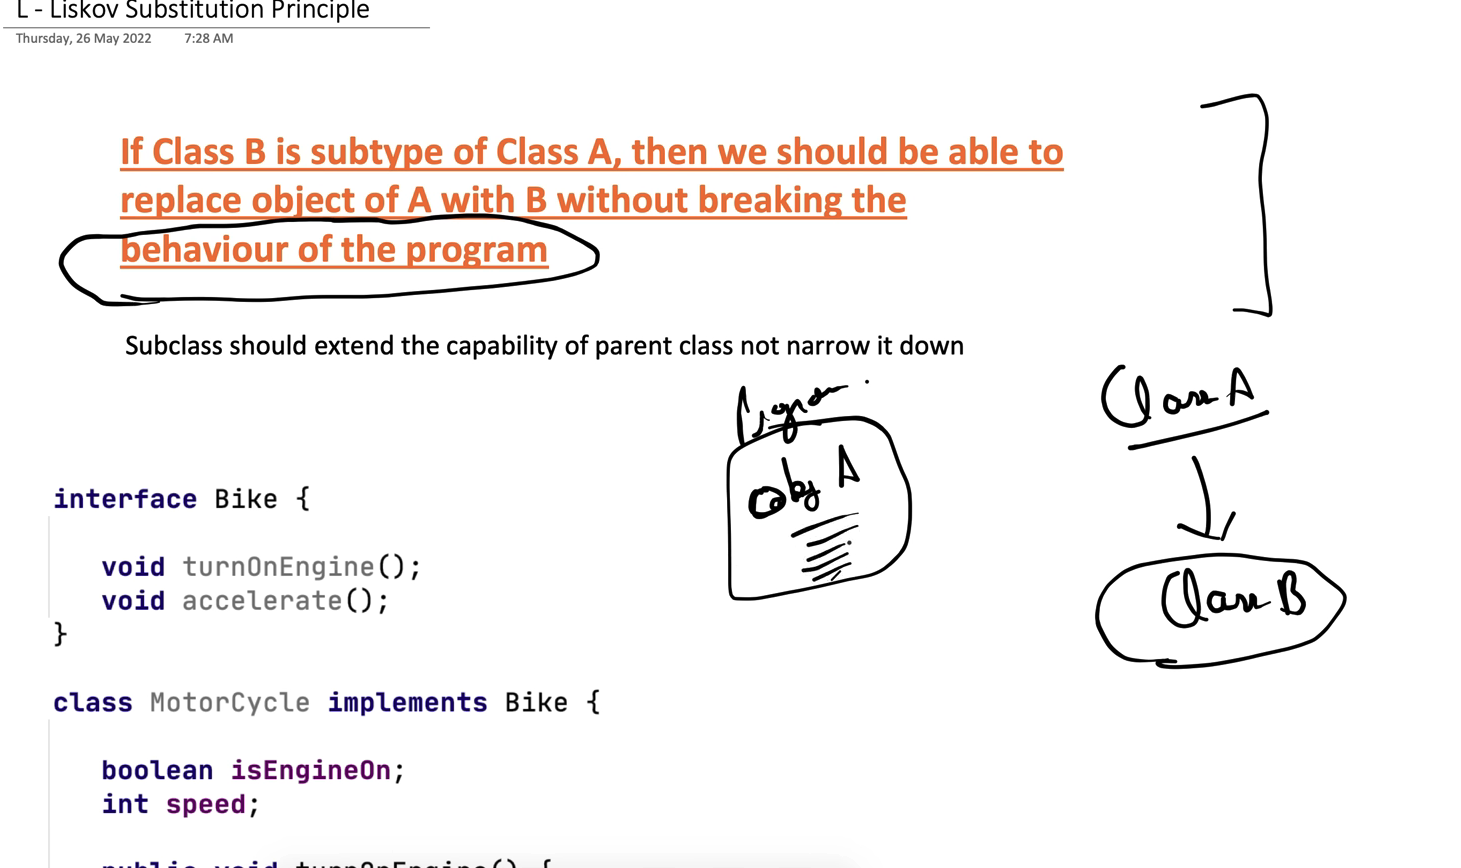 L - Liskov Substitution Principle
Thursday, 26 May 2022 7:28 AM
If Class B is subtype of Class A, then we should be able to
replace object of A with B without breaking the
behaviour of the program
Subclass should extend the capability of parent class not narrow it down
Program
obj A
Class A
Class B
interface Bike {
void turnOnEngine();
void accelerate();
}
class MotorCycle implements Bike {
boolean isEngineOn;
int speed;
public void turnOnEngine() {